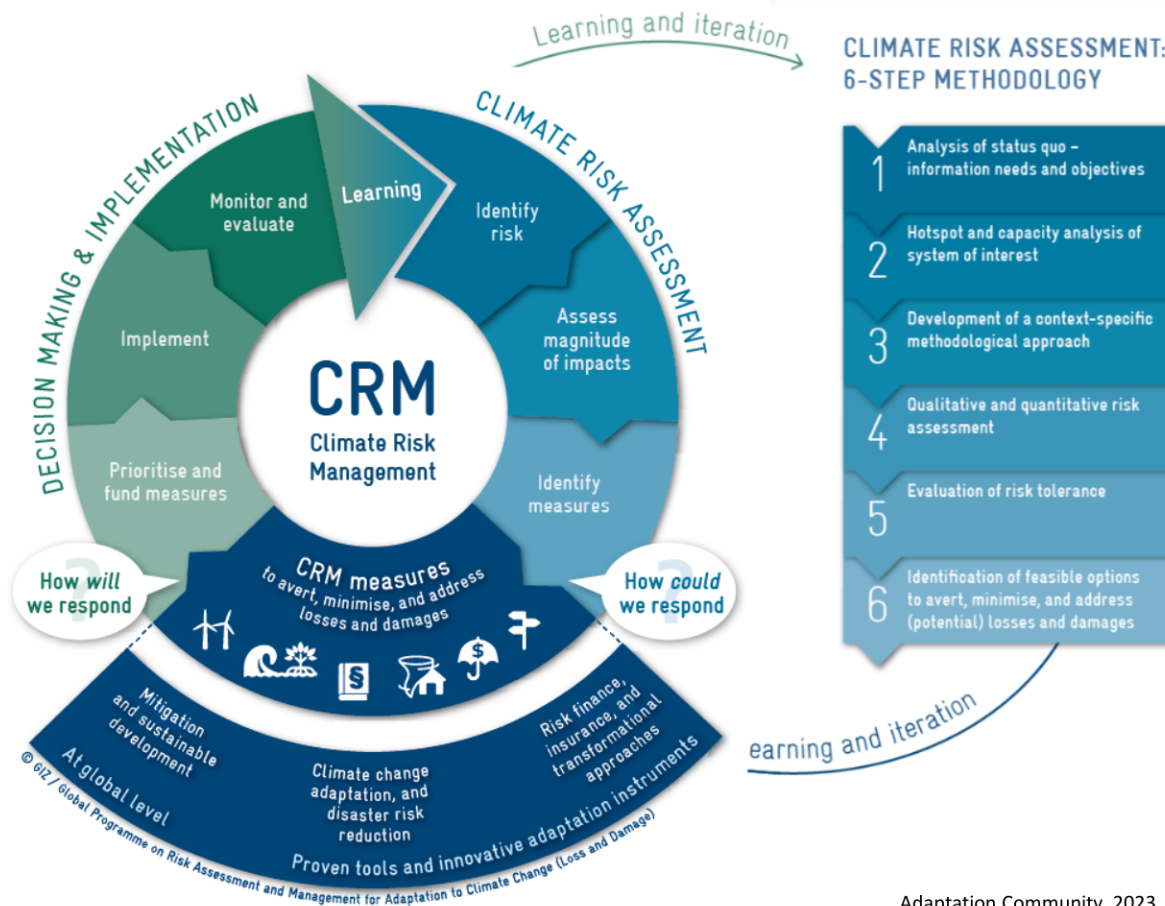 Learning and iteration
CLIMATE RISK ASSESSMENT:
6-STEP METHODOLOGY
1
Analysis of status quo –
information needs and objectives
2
Hotspot and capacity analysis of
system of interest
3
Development of a context-specific
methodological approach
4
Qualitative and quantitative risk
assessment
5
Evaluation of risk tolerance
6
Identification of feasible options
to avert, minimise, and address
(potential) losses and damages
earning and iteration
DECISION MAKING & IMPLEMENTATION
CLIMATE RISK ASSESSMENT
Learning
Identify
risk
Assess
magnitude
of impacts
Identify
measures
How could
we respond
?
CRM measures
to avert, minimise, and address
losses and damages
§
$
How will
we respond
?
Prioritise and
fund measures
Implement
Monitor and
evaluate
CRM
Climate Risk
Management
Mitigation
and sustainable
development
At global level
Climate change
adaptation, and
disaster risk
reduction
Risk finance,
insurance, and
transformational
approaches
Proven tools and innovative adaptation instruments
© GIZ / Global Programme on Risk Assessment and Management for Adaptation to Climate Change (Loss and Damage)
Adaptation Community, 2023